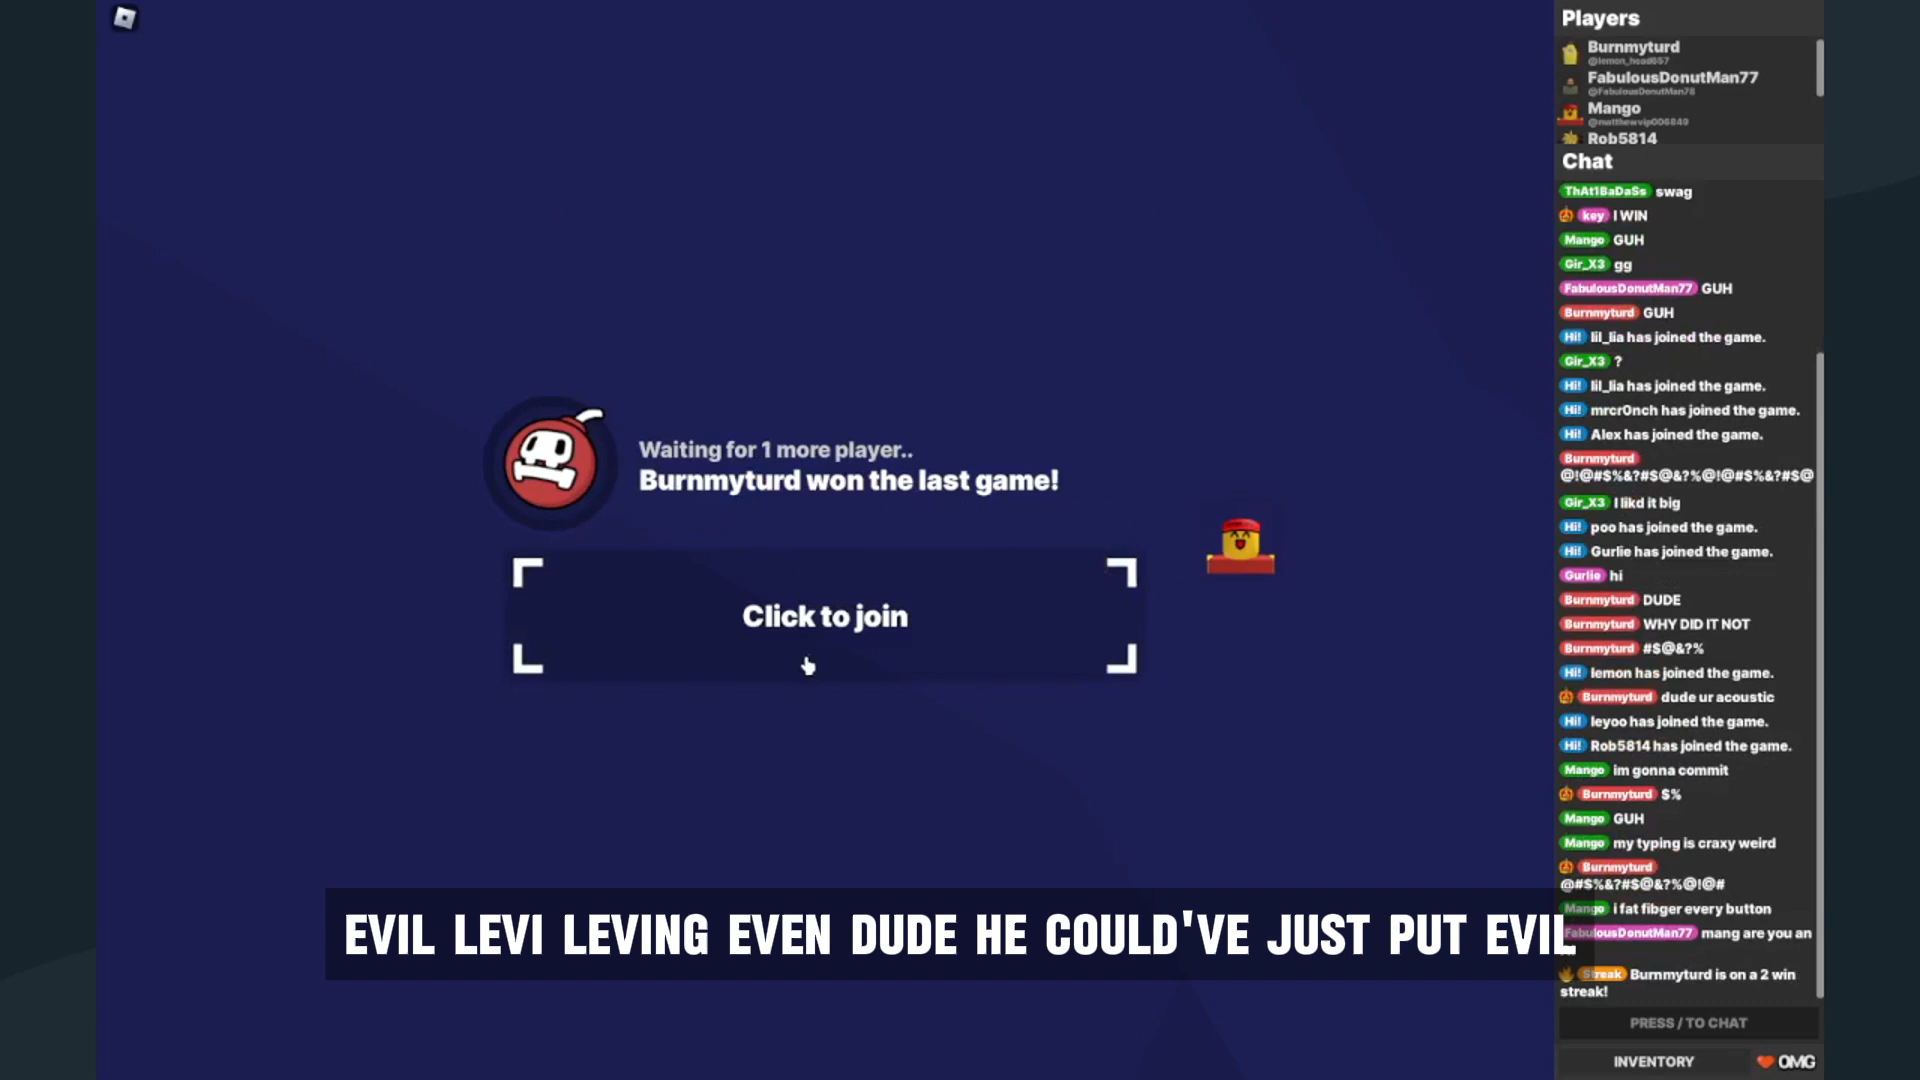 Players
Burnmyturd
@lemon_head657
FabulousDonutMan77
@FabulousDonutMan78
Mango
@matthewvip006849
Rob5814
Chat
ThAt1BaDaSs swag
key I WIN
Mango GUH
Gir_X3 gg
FabulousDonutMan77 GUH
Burnmyturd GUH
Hi! lil_lia has joined the game.
Gir_X3 ?
Hi! lil_lia has joined the game.
Hi! mrcr0nch has joined the game.
Hi! Alex has joined the game.
Burnmyturd
@!@#$%&?#$@&?%@!@#$%&?#$@
Gir_X3 I likd it big
Hi! poo has joined the game.
Hi! Gurlie has joined the game.
Gurlie hi
Burnmyturd DUDE
Burnmyturd WHY DID IT NOT
Burnmyturd #$@&?%
Hi! lemon has joined the game.
Burnmyturd dude ur acoustic
Hi! leyoo has joined the game.
Hi! Rob5814 has joined the game.
Mango im gonna commit
Burnmyturd $%
Mango GUH
Mango my typing is craxy weird
Burnmyturd
@#$%&?#$@&?%@!@#
Mango i fat fibger every button
FabulousDonutMan77 mang are you an
Streak Burnmyturd is on a 2 win
streak!
PRESS / TO CHAT
INVENTORY
OMG
Waiting for 1 more player..
Burnmyturd won the last game!
Click to join
EVIL LEVI LEVING EVEN DUDE HE COULD'VE JUST PUT EVIL